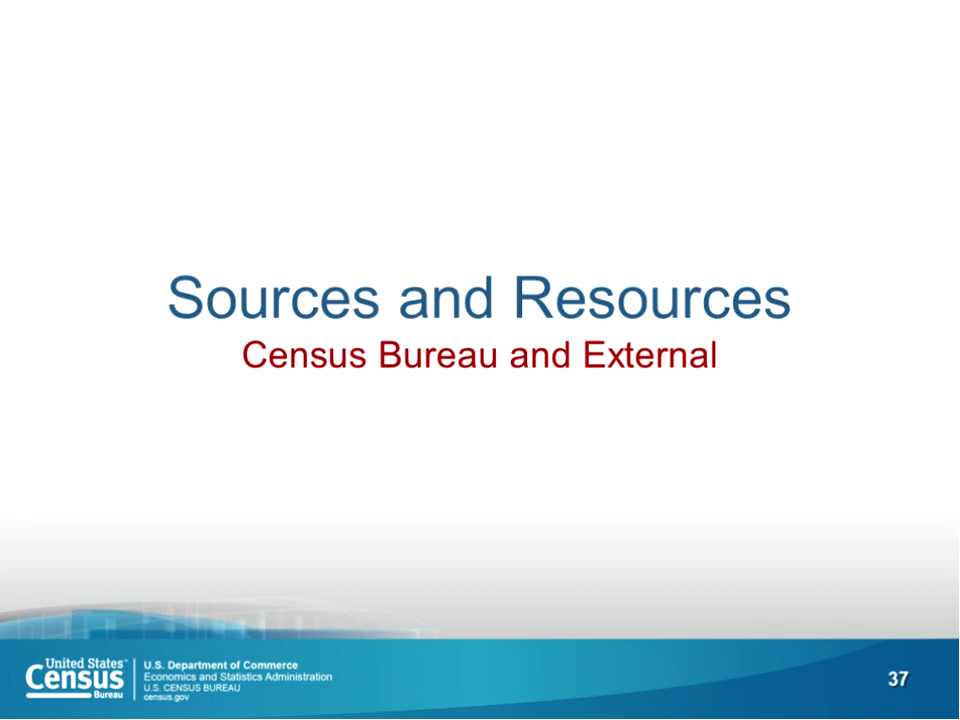 Sources and Resources
Census Bureau and External
United States™
Census
Bureau
U.S. Department of Commerce
Economics and Statistics Administration
U.S. CENSUS BUREAU
census.gov
37